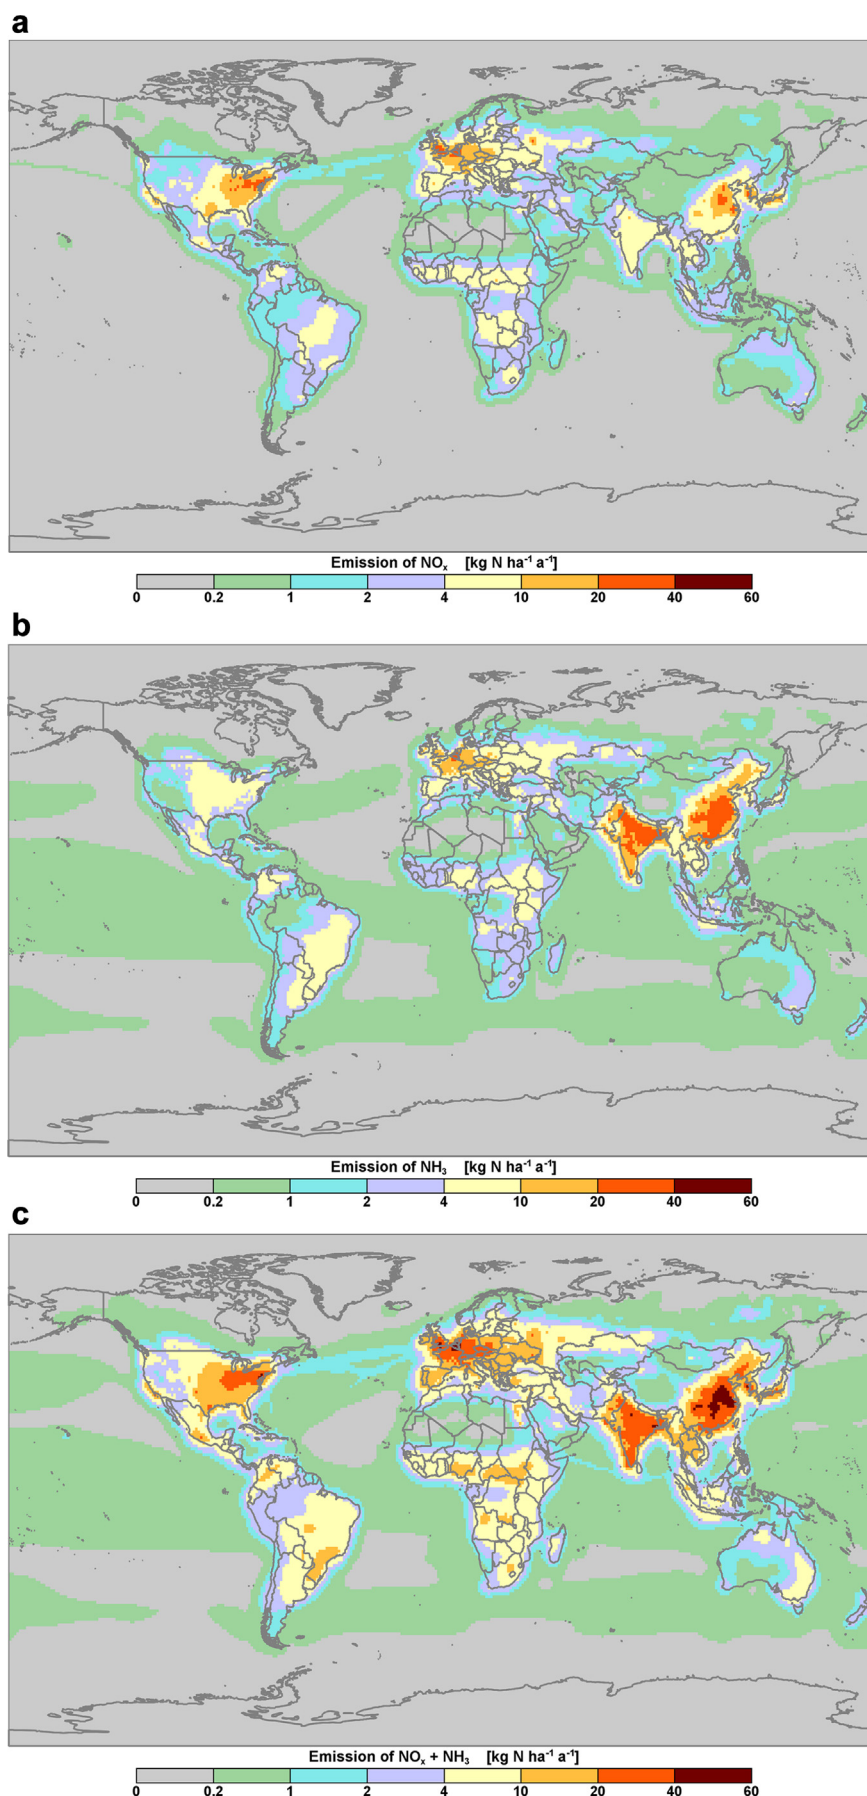 a
Emission of NOₓ [kg N ha⁻¹ a⁻¹]
0 0.2 1 2 4 10 20 40 60
b
Emission of NH₃ [kg N ha⁻¹ a⁻¹]
0 0.2 1 2 4 10 20 40 60
c
Emission of NOₓ + NH₃ [kg N ha⁻¹ a⁻¹]
0 0.2 1 2 4 10 20 40 60